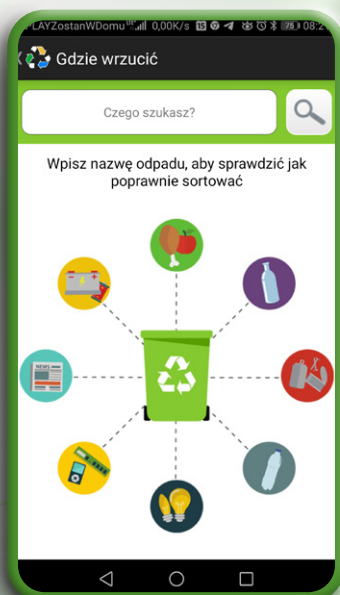 PLAYZostanWDomu 0,00K/s 75 08:2
Gdzie wrzucić
Czego szukasz?
Wpisz nazwę odpadu, aby sprawdzić jak
poprawnie sortować
NEWS